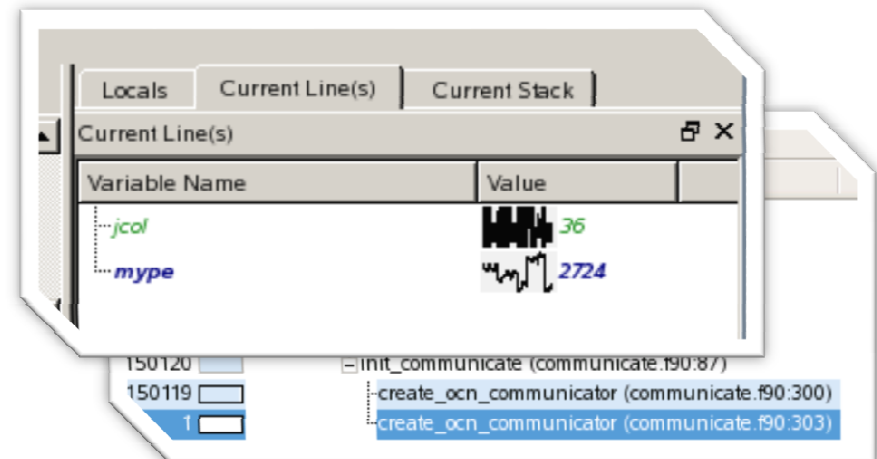 Locals Current Line(s) Current Stack
Current Line(s)
Variable Name Value
jcol 36
mype 2724
150120 init_communicate (communicate.f90:87)
150119 create_ocn_communicator (communicate.f90:300)
1 create_ocn_communicator (communicate.f90:303)